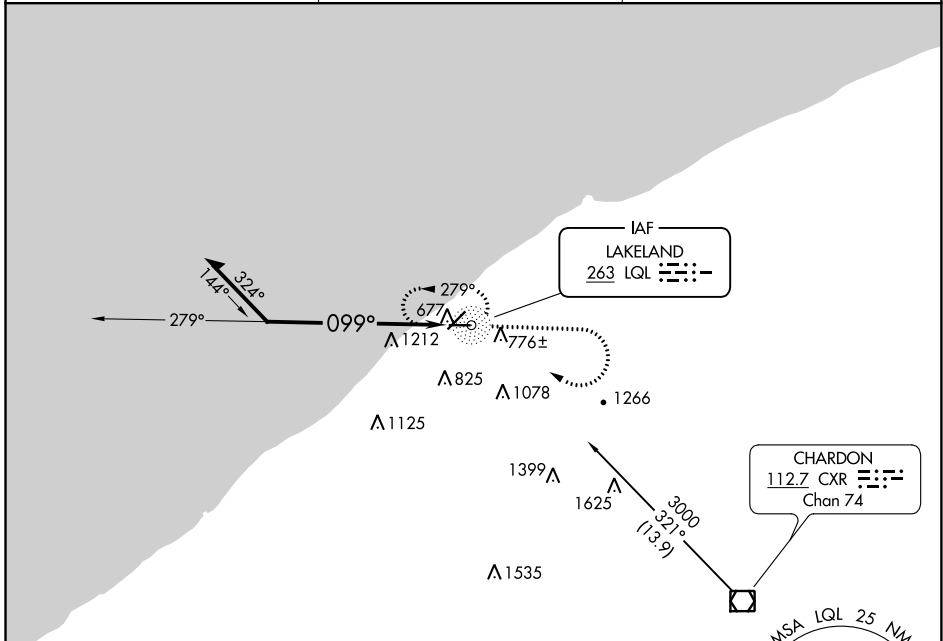 IAF
LAKELAND
263 LQL
279°
324°
144°
677
279°
099°
1212
776±
825
1078
1266
1125
CHARDON
112.7 CXR
Chan 74
1399
1625
3000
321°
(13.9)
1535
MSA LQL 25 NM